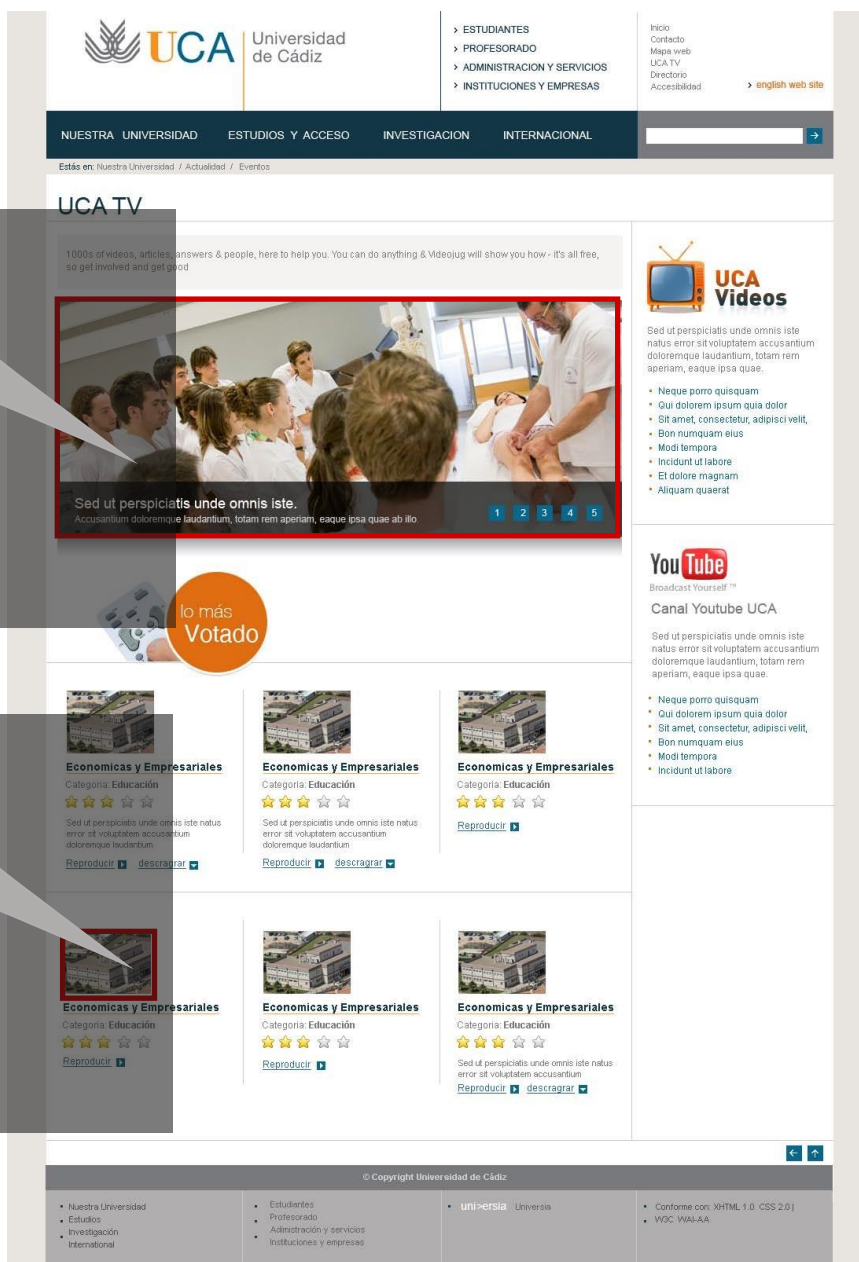 UCA
Universidad
de Cádiz
> ESTUDIANTES
> PROFESORADO
> ADMINISTRACION Y SERVICIOS
> INSTITUCIONES Y EMPRESAS
Inicio
Contacto
Mapa web
UCA TV
Directorio
Accesibilidad
> english web site
NUESTRA UNIVERSIDAD ESTUDIOS Y ACCESO INVESTIGACION INTERNACIONAL
Estás en: Nuestra Universidad / Actualidad / Eventos
UCA TV
1000s of videos, articles, answers & people, here to help you. You can do anything & Videojug will show you how - it's all free,
so get involved and get good
Sed ut perspiciatis unde omnis iste.
Accusantium doloremque laudantium, totam rem aperiam, eaque ipsa quae ab illo.
1 2 3 4 5
lo más
Votado
Economicas y Empresariales
Categoria: Educación
Sed ut perspiciatis unde omnis iste natus
error sit voluptatem accusantium
doloremque laudantium
Reproducir descragrar
Economicas y Empresariales
Categoria: Educación
Sed ut perspiciatis unde omnis iste natus
error sit voluptatem accusantium
doloremque laudantium
Reproducir descragrar
Economicas y Empresariales
Categoria: Educación
Reproducir
Economicas y Empresariales
Categoria: Educación
Reproducir
Economicas y Empresariales
Categoria: Educación
Reproducir
Economicas y Empresariales
Categoria: Educación
Sed ut perspiciatis unde omnis iste natus
error sit voluptatem accusantium
Reproducir descragrar
UCA
Videos
Sed ut perspiciatis unde omnis iste
natus error sit voluptatem accusantium
doloremque laudantium, totam rem
aperiam, eaque ipsa quae.
Neque porro quisquam
Qui dolorem ipsum quia dolor
Sit amet, consectetur, adipisci velit,
Bon numquam eius
Modi tempora
Incidunt ut labore
Et dolore magnam
Aliquam quaerat
You Tube
Broadcast Yourself ™
Canal Youtube UCA
Sed ut perspiciatis unde omnis iste
natus error sit voluptatem accusantium
doloremque laudantium, totam rem
aperiam, eaque ipsa quae.
Neque porro quisquam
Qui dolorem ipsum quia dolor
Sit amet, consectetur, adipisci velit,
Bon numquam eius
Modi tempora
Incidunt ut labore
© Copyright Universidad de Cádiz
Nuestra Universidad
Estudios
Investigación
International
Estudiantes
Profesorado
Administración y servicios
Instituciones y empresas
uni>ersia Universia
Conforme con: XHTML 1.0 CSS 2.0 |
W3C WAI-AA